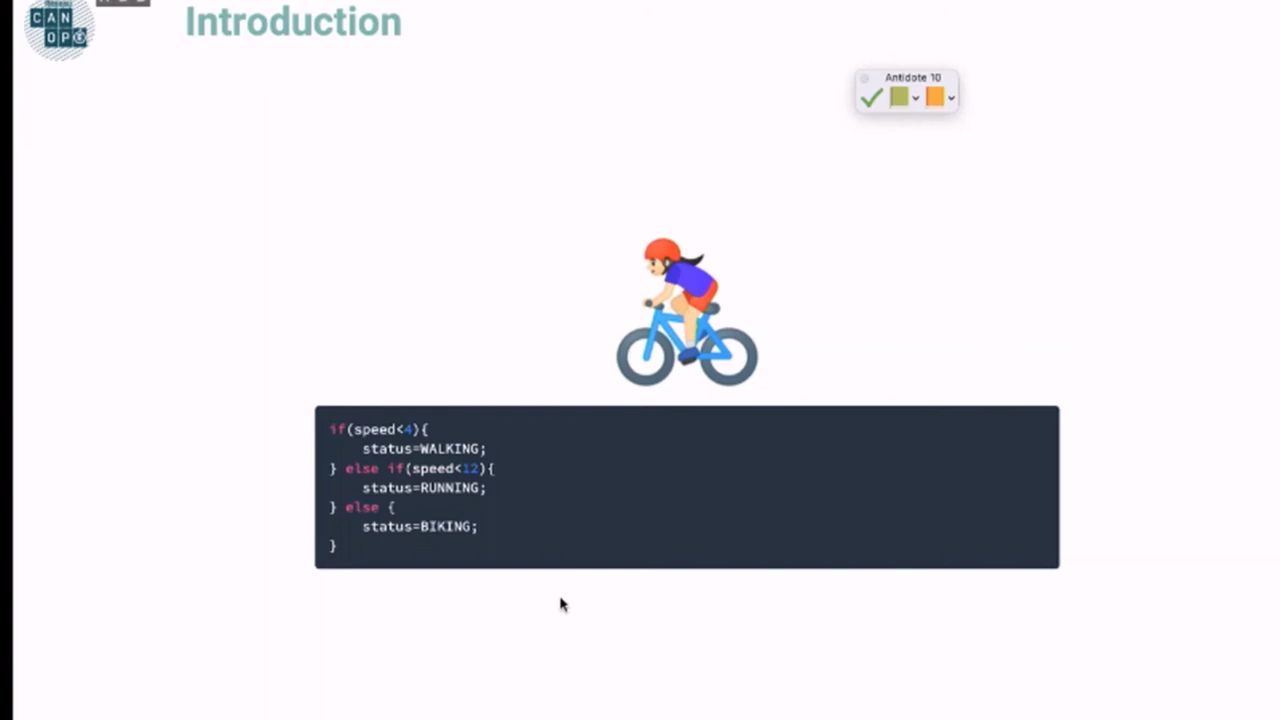 CAN
OPÉ
Introduction
Antidote 10
if(speed<4){
    status=WALKING;
} else if(speed<12){
    status=RUNNING;
} else {
    status=BIKING;
}